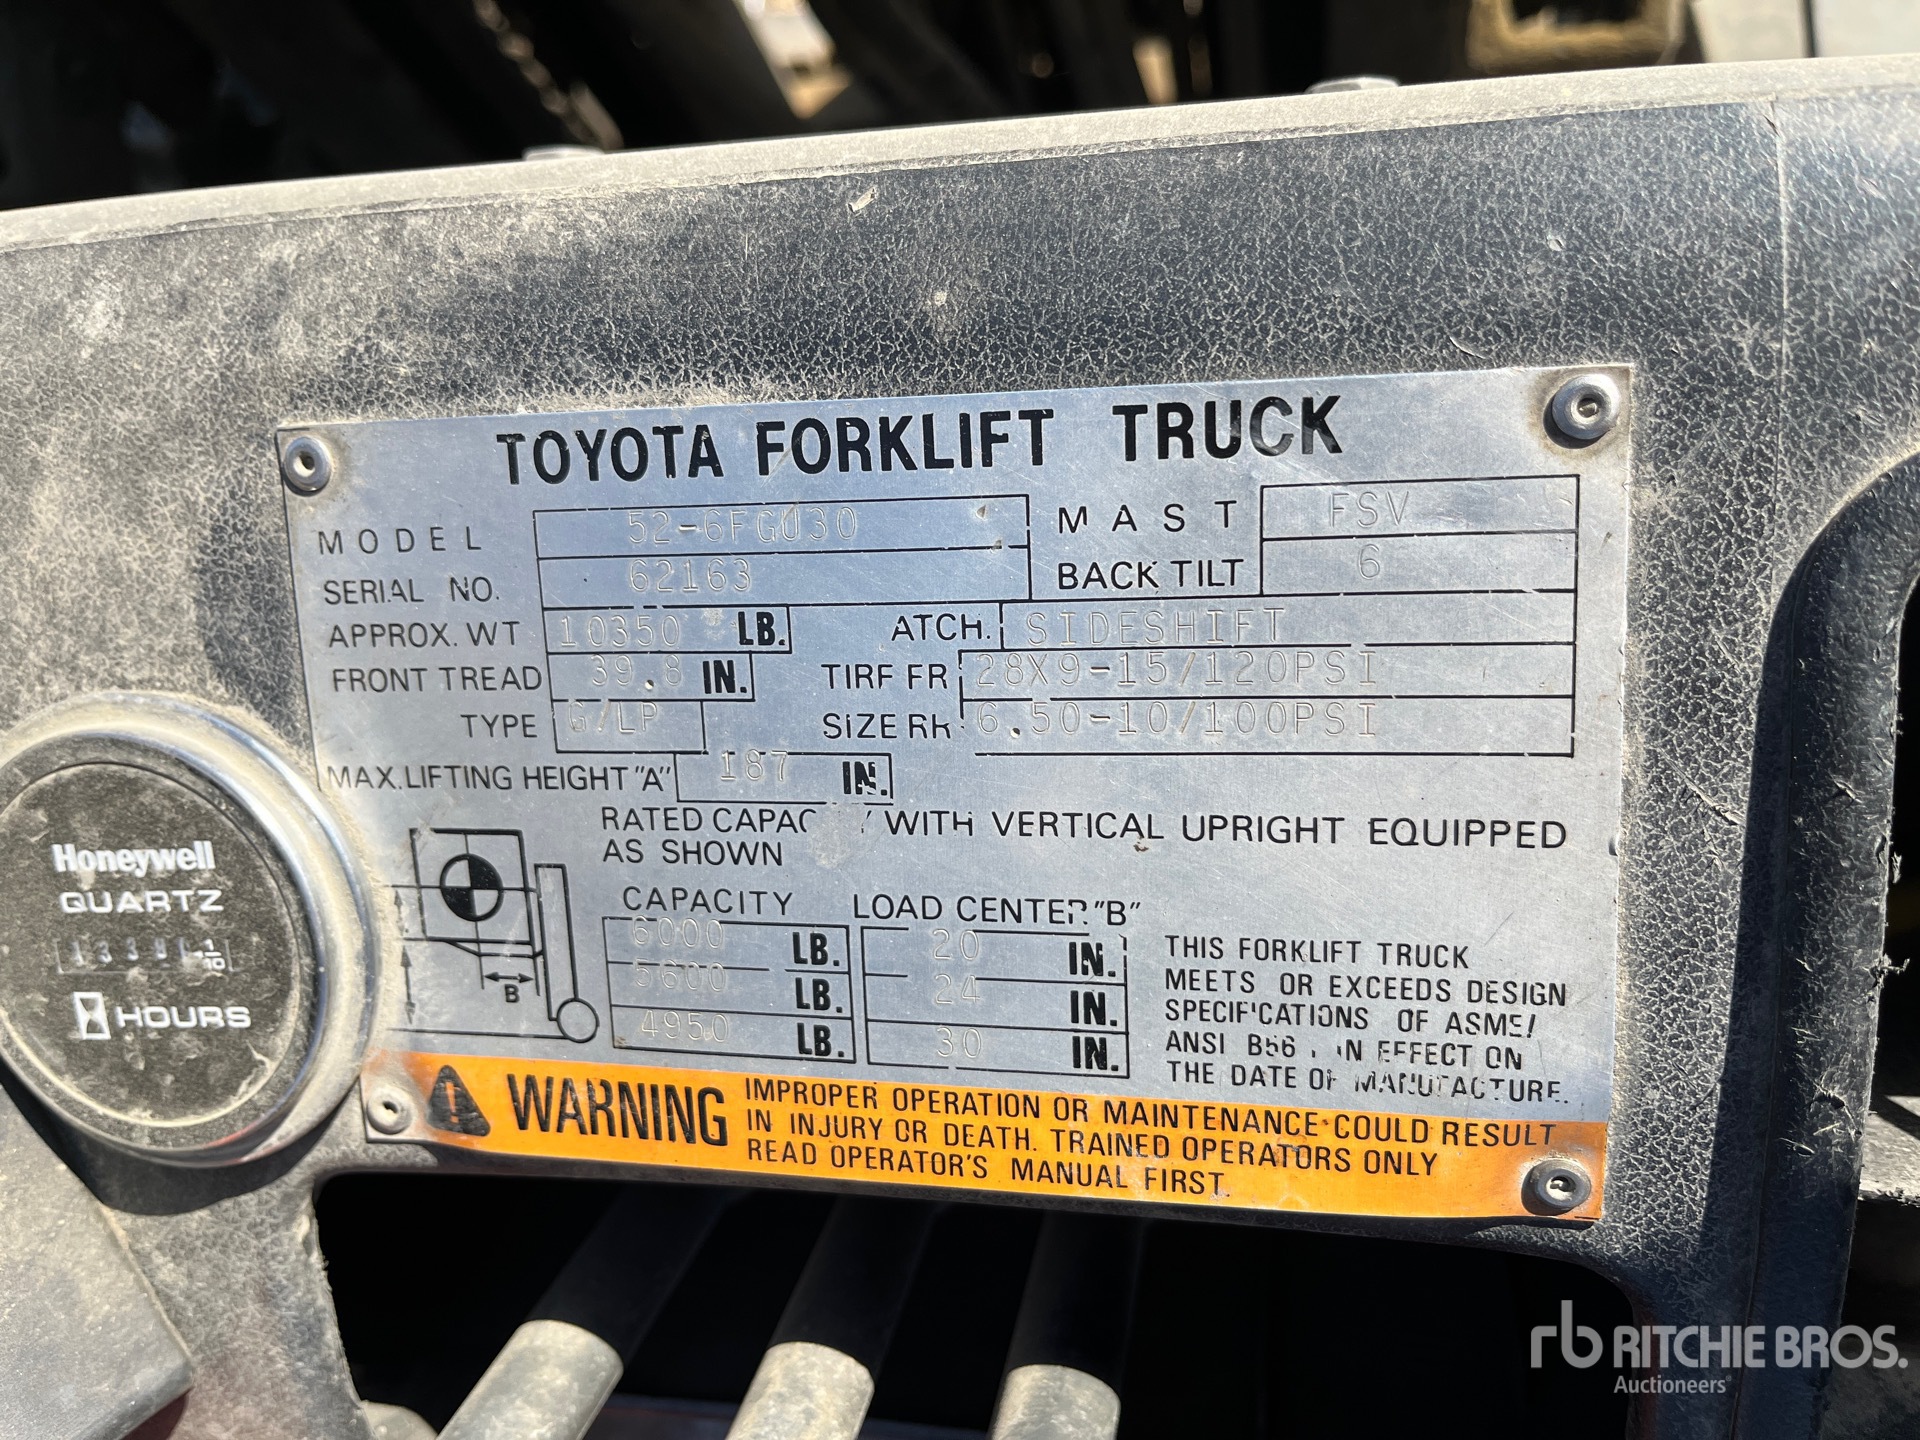 TOYOTA FORKLIFT TRUCK
MODEL 52-6FGU30 MAST FSV
SERIAL NO. 62163 BACK TILT 6
APPROX. WT 10350 LB. ATCH. SIDESHIFT
FRONT TREAD 39.8 IN. TIRE FR 28X9-15/120PSI
TYPE G/LP SIZE RR 6.50-10/100PSI
MAX. LIFTING HEIGHT "A" 187 IN.
RATED CAPACITY WITH VERTICAL UPRIGHT EQUIPPED
AS SHOWN
CAPACITY LOAD CENTER "B"
6000 LB. 20 IN.
5600 LB. 24 IN.
4950 LB. 30 IN.
B
THIS FORKLIFT TRUCK
MEETS OR EXCEEDS DESIGN
SPECIFICATIONS OF ASME/
ANSI B56. IN EFFECT ON
THE DATE OF MANUFACTURE.
WARNING
IMPROPER OPERATION OR MAINTENANCE COULD RESULT
IN INJURY OR DEATH. TRAINED OPERATORS ONLY
READ OPERATOR'S MANUAL FIRST.
Honeywell
QUARTZ
1/10
HOURS
rb RITCHIE BROS.
Auctioneers